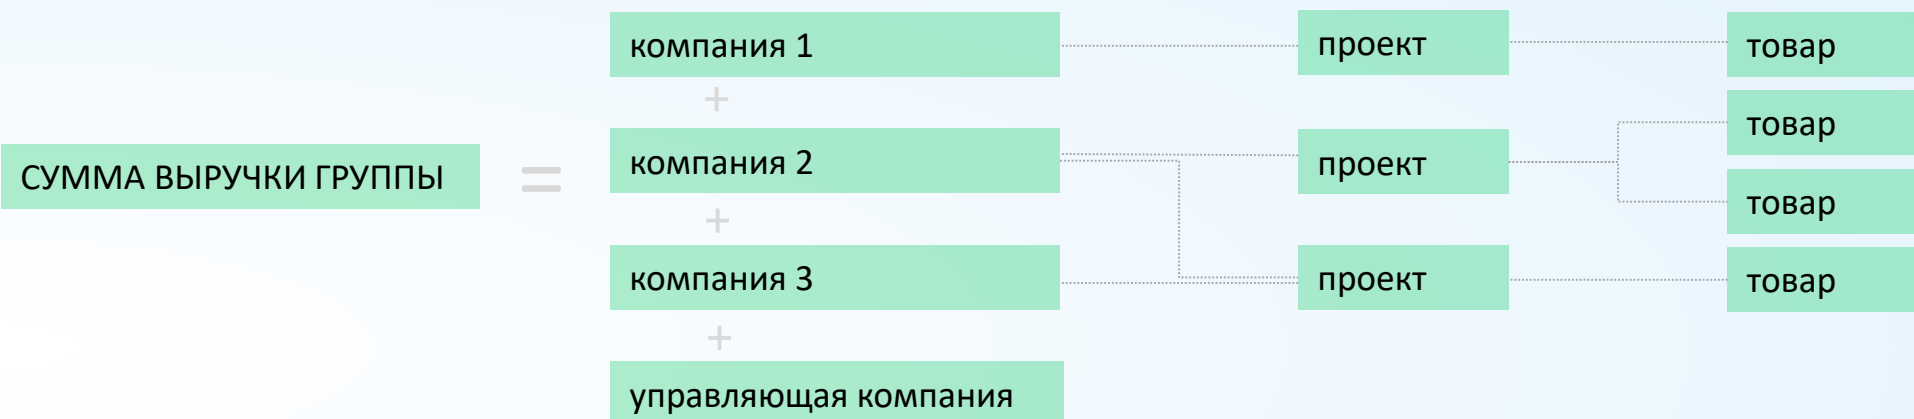 компания 1
проект
товар
+
товар
СУММА ВЫРУЧКИ ГРУППЫ
=
компания 2
проект
товар
+
компания 3
проект
товар
+
управляющая компания